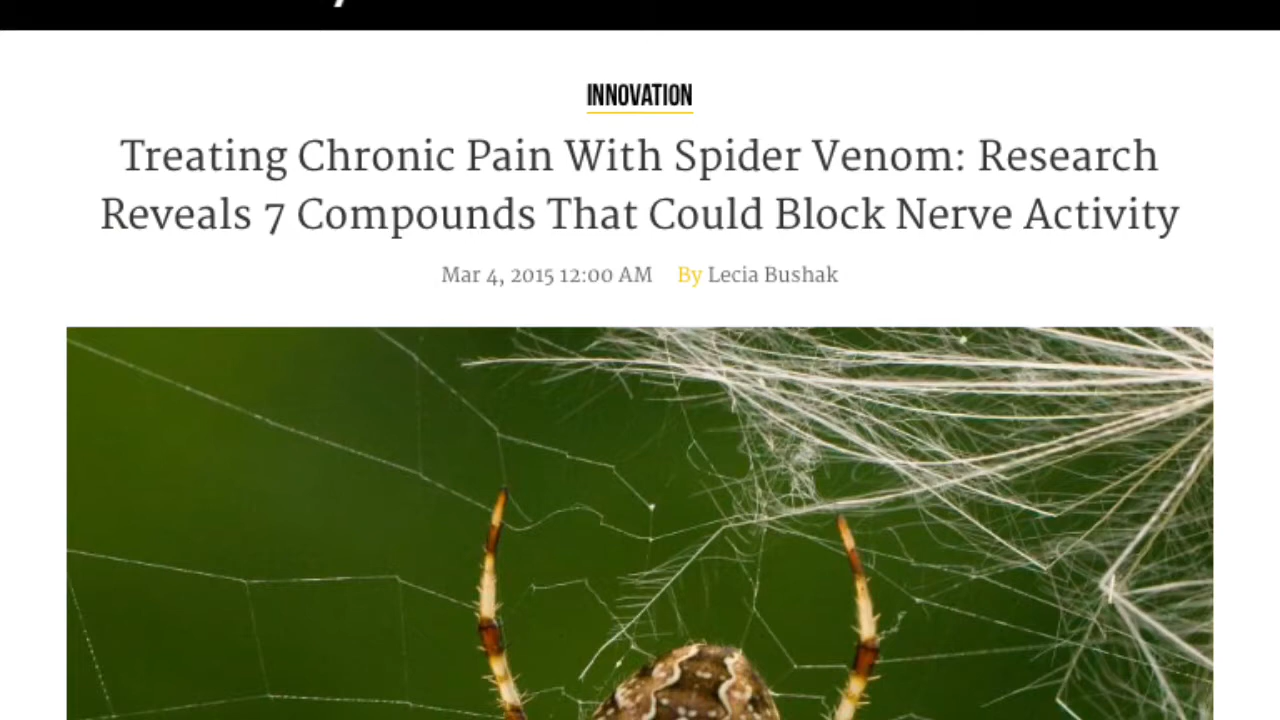 INNOVATION
Treating Chronic Pain With Spider Venom: Research
Reveals 7 Compounds That Could Block Nerve Activity
Mar 4, 2015 12:00 AM By Lecia Bushak